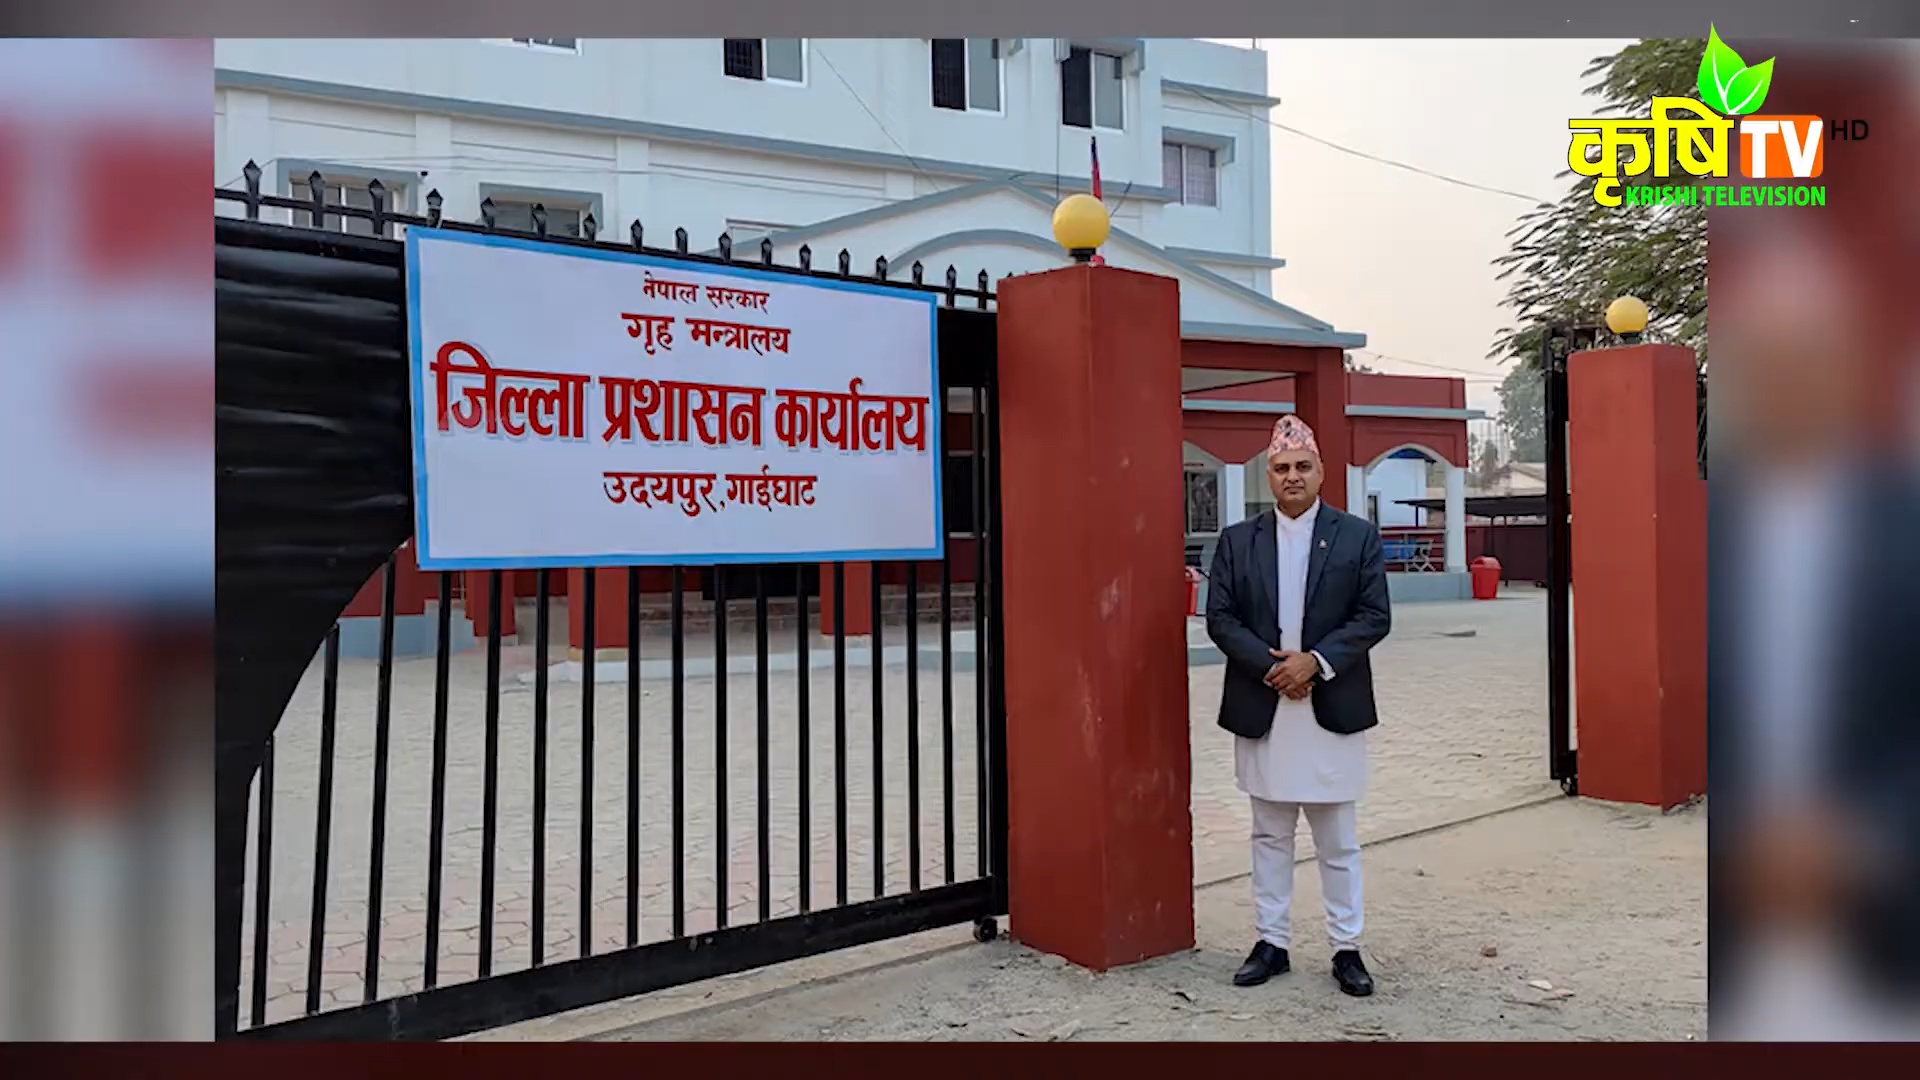 नेपाल सरकार
गृह मन्त्रालय
जिल्ला प्रशासन कार्यालय
उदयपुर, गाईघाट
कृषि TV HD
KRISHI TELEVISION